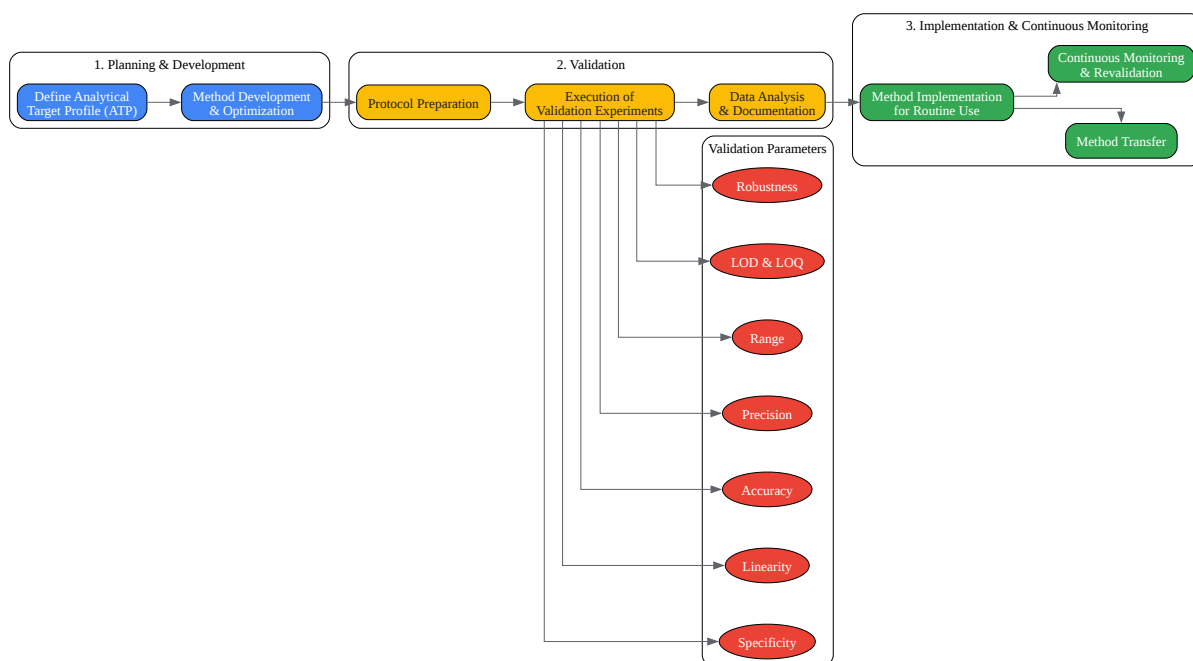 1. Planning & Development
Define Analytical
Target Profile (ATP)
Method Development
& Optimization
2. Validation
Protocol Preparation
Execution of
Validation Experiments
Data Analysis
& Documentation
Validation Parameters
Robustness
LOD & LOQ
Range
Precision
Accuracy
Linearity
Specificity
3. Implementation & Continuous Monitoring
Method Implementation
for Routine Use
Continuous Monitoring
& Revalidation
Method Transfer